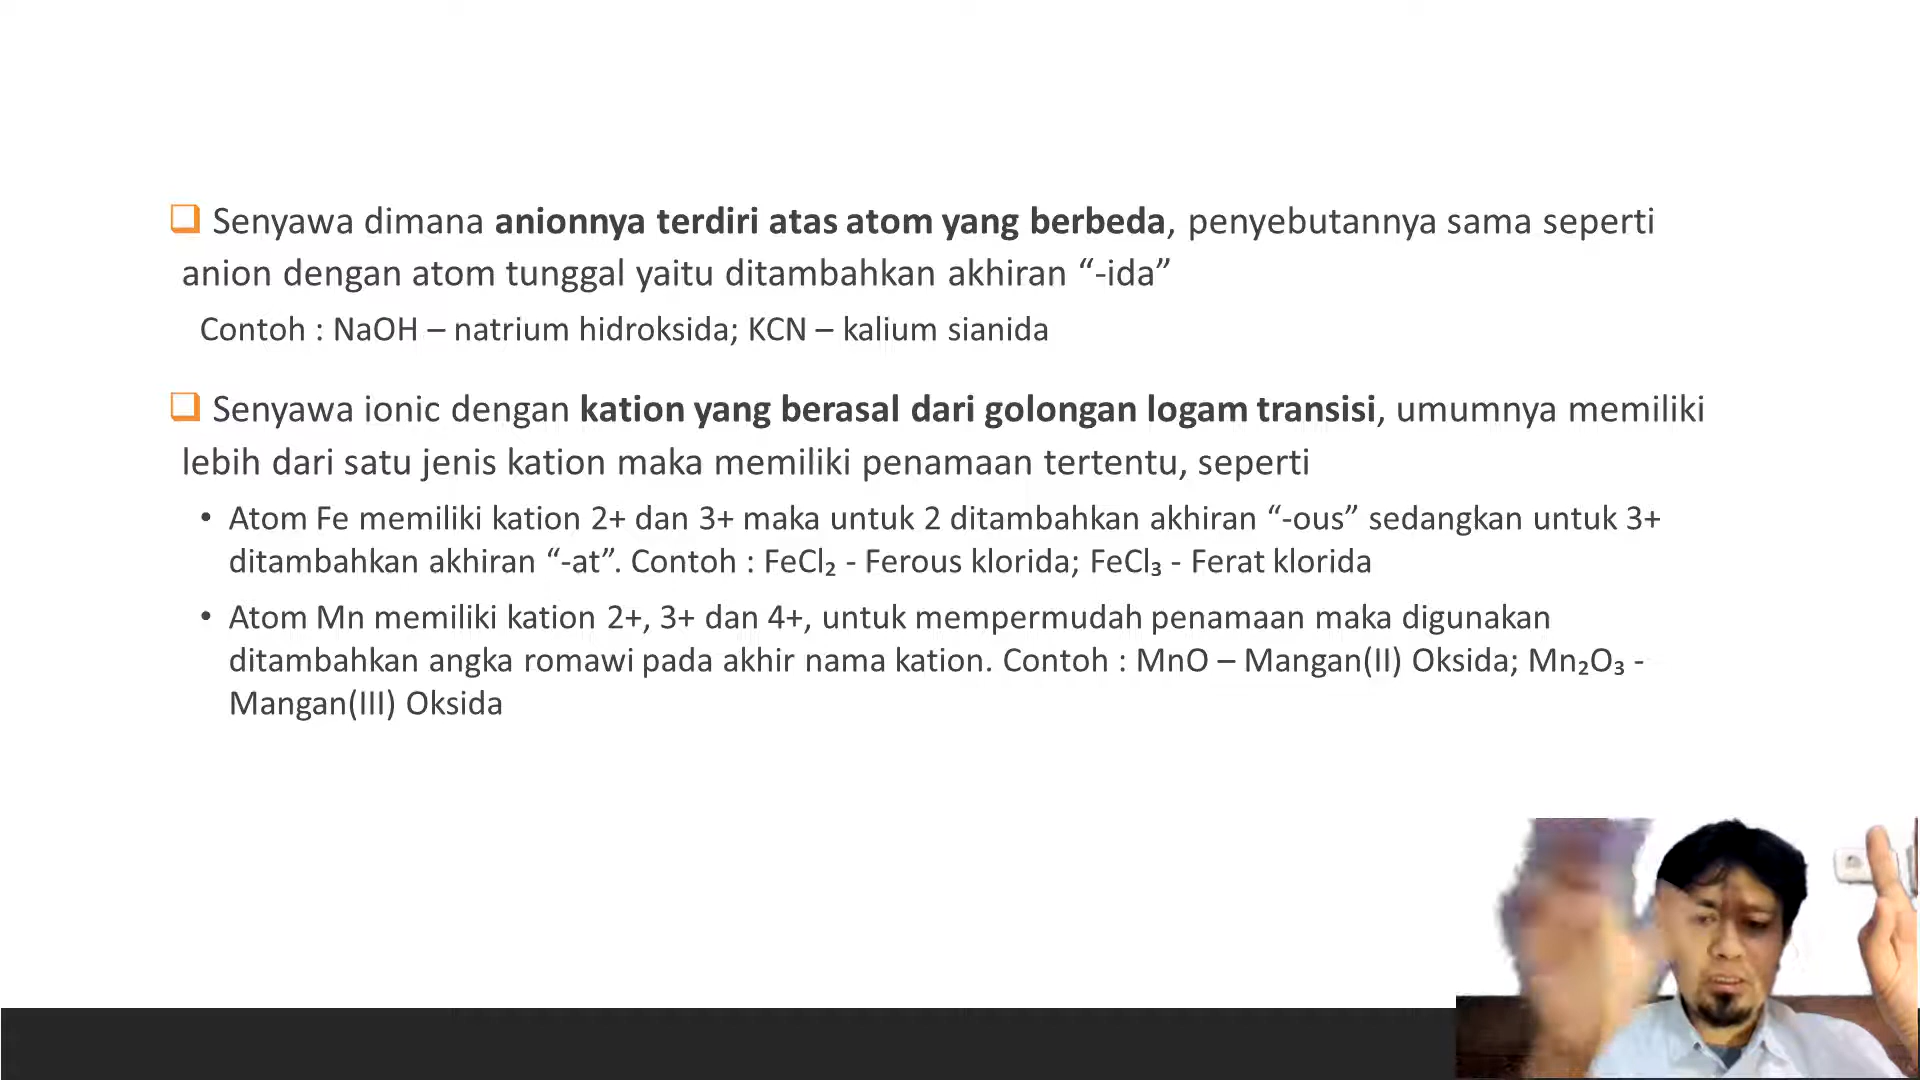 ❑ Senyawa dimana anionnya terdiri atas atom yang berbeda, penyebutannya sama seperti
anion dengan atom tunggal yaitu ditambahkan akhiran “-ida”
Contoh : NaOH – natrium hidroksida; KCN – kalium sianida
❑ Senyawa ionic dengan kation yang berasal dari golongan logam transisi, umumnya memiliki
lebih dari satu jenis kation maka memiliki penamaan tertentu, seperti
• Atom Fe memiliki kation 2+ dan 3+ maka untuk 2 ditambahkan akhiran “-ous” sedangkan untuk 3+
ditambahkan akhiran “-at”. Contoh : FeCl₂ - Ferous klorida; FeCl₃ - Ferat klorida
• Atom Mn memiliki kation 2+, 3+ dan 4+, untuk mempermudah penamaan maka digunakan
ditambahkan angka romawi pada akhir nama kation. Contoh : MnO – Mangan(II) Oksida; Mn₂O₃ -
Mangan(III) Oksida